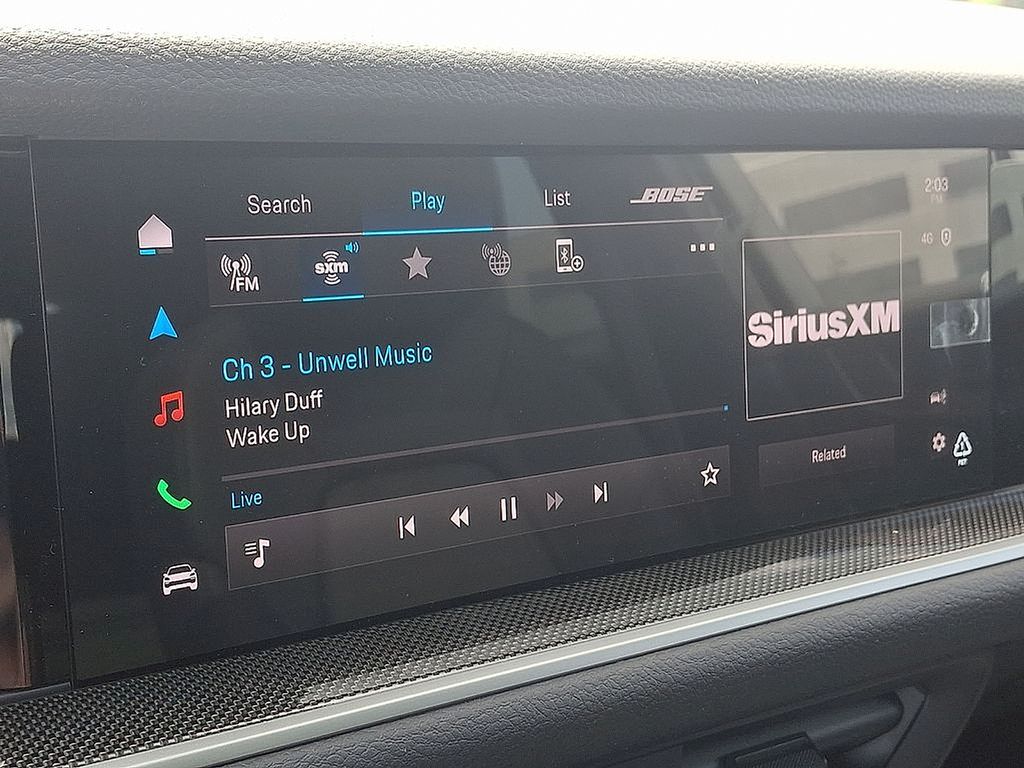 Search
Play
List
BOSE
2:03
PM
FM
sxm
4G
SiriusXM
Ch 3 - Unwell Music
Hilary Duff
Wake Up
Related
Live